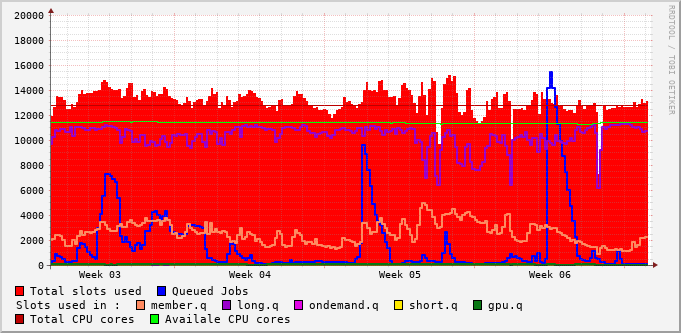 20000
18000
16000
14000
12000
10000
8000
6000
4000
2000
0
Week 03 Week 04 Week 05 Week 06
RRDTOOL / TOBI OETIKER
Total slots used Queued Jobs
Slots used in : member.q long.q ondemand.q short.q gpu.q
Total CPU cores Availale CPU cores